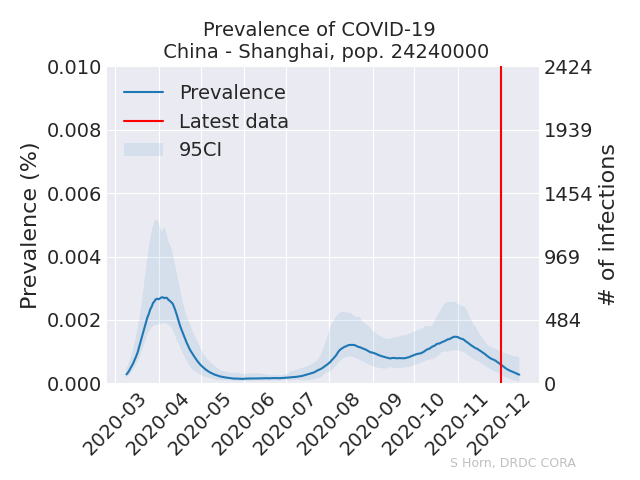 Prevalence of COVID-19
China - Shanghai, pop. 24240000
Prevalence (%)
0.010
0.008
0.006
0.004
0.002
0.000
Prevalence
Latest data
95CI
2424
1939
1454
969
484
0
# of infections
2020-03
2020-04
2020-05
2020-06
2020-07
2020-08
2020-09
2020-10
2020-11
2020-12
S Horn, DRDC CORA